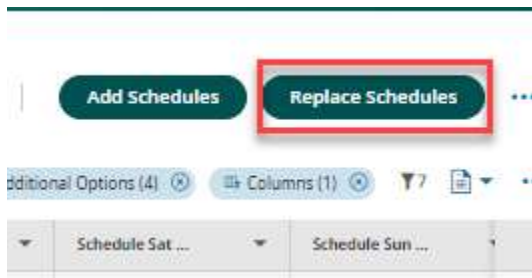 Add Schedules Replace Schedules ...
dditional Options (4) Columns (1) 7
Schedule Sat ... Schedule Sun ...